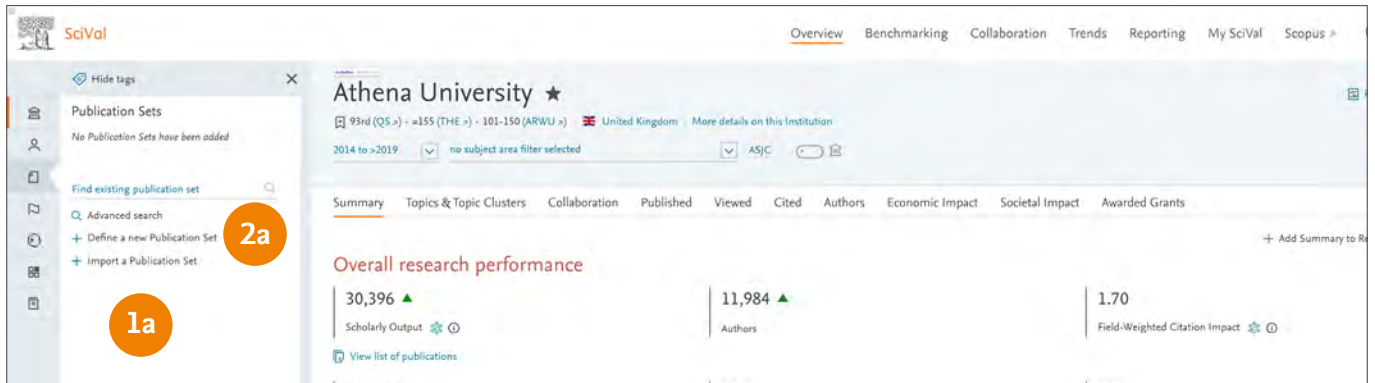 SciVal
Overview Benchmarking Collaboration Trends Reporting My SciVal Scopus >
Hide tags
Publication Sets
No Publication Sets have been added
Find existing publication set
Advanced search
+ Define a new Publication Set
+ Import a Publication Set
2a
1a
Athena University ★
93rd (QS >) - =155 (THE >) - 101-150 (ARWU >) United Kingdom More details on this Institution
2014 to >2019 no subject area filter selected ASJC
Summary Topics & Topic Clusters Collaboration Published Viewed Cited Authors Economic Impact Societal Impact Awarded Grants
+ Add Summary to Re
Overall research performance
30,396 ▲ 11,984 ▲ 1.70
Scholarly Output Authors Field-Weighted Citation Impact
View list of publications